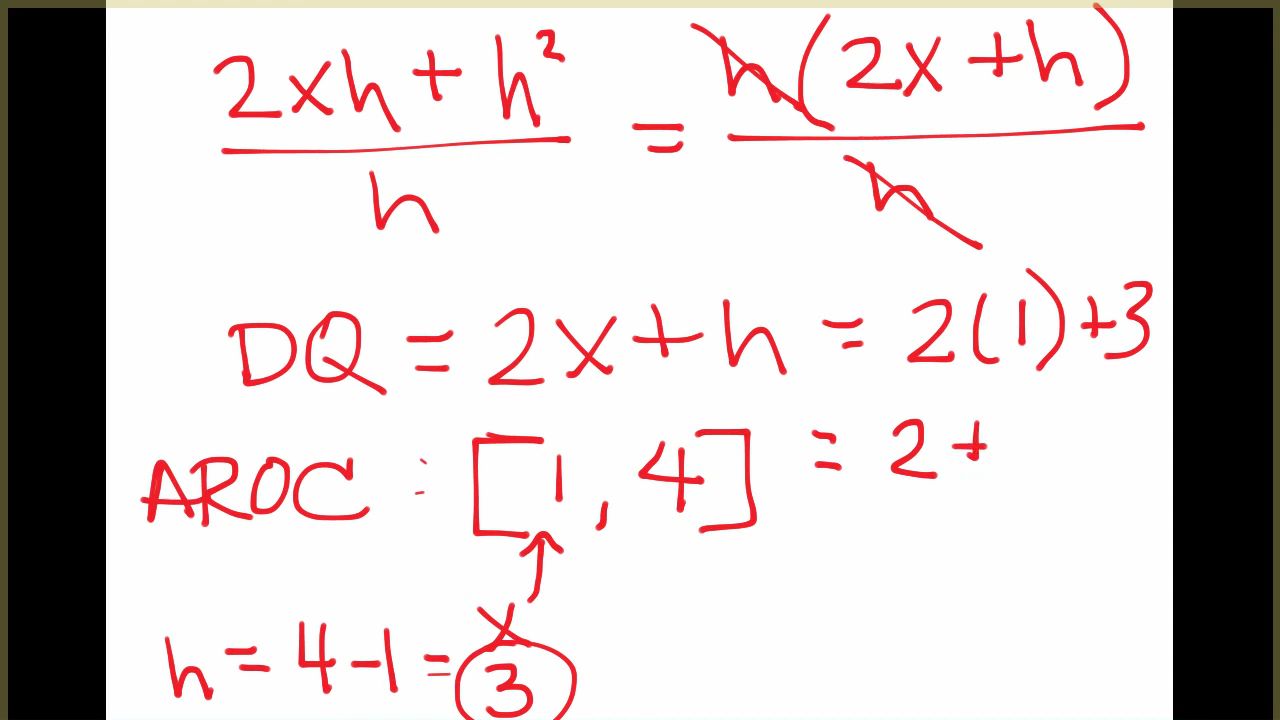 2xh + h² / h = h(2x + h) / h
DQ = 2x + h = 2(1) + 3
AROC : [1, 4] = 2 +
x
h = 4 - 1 = 3